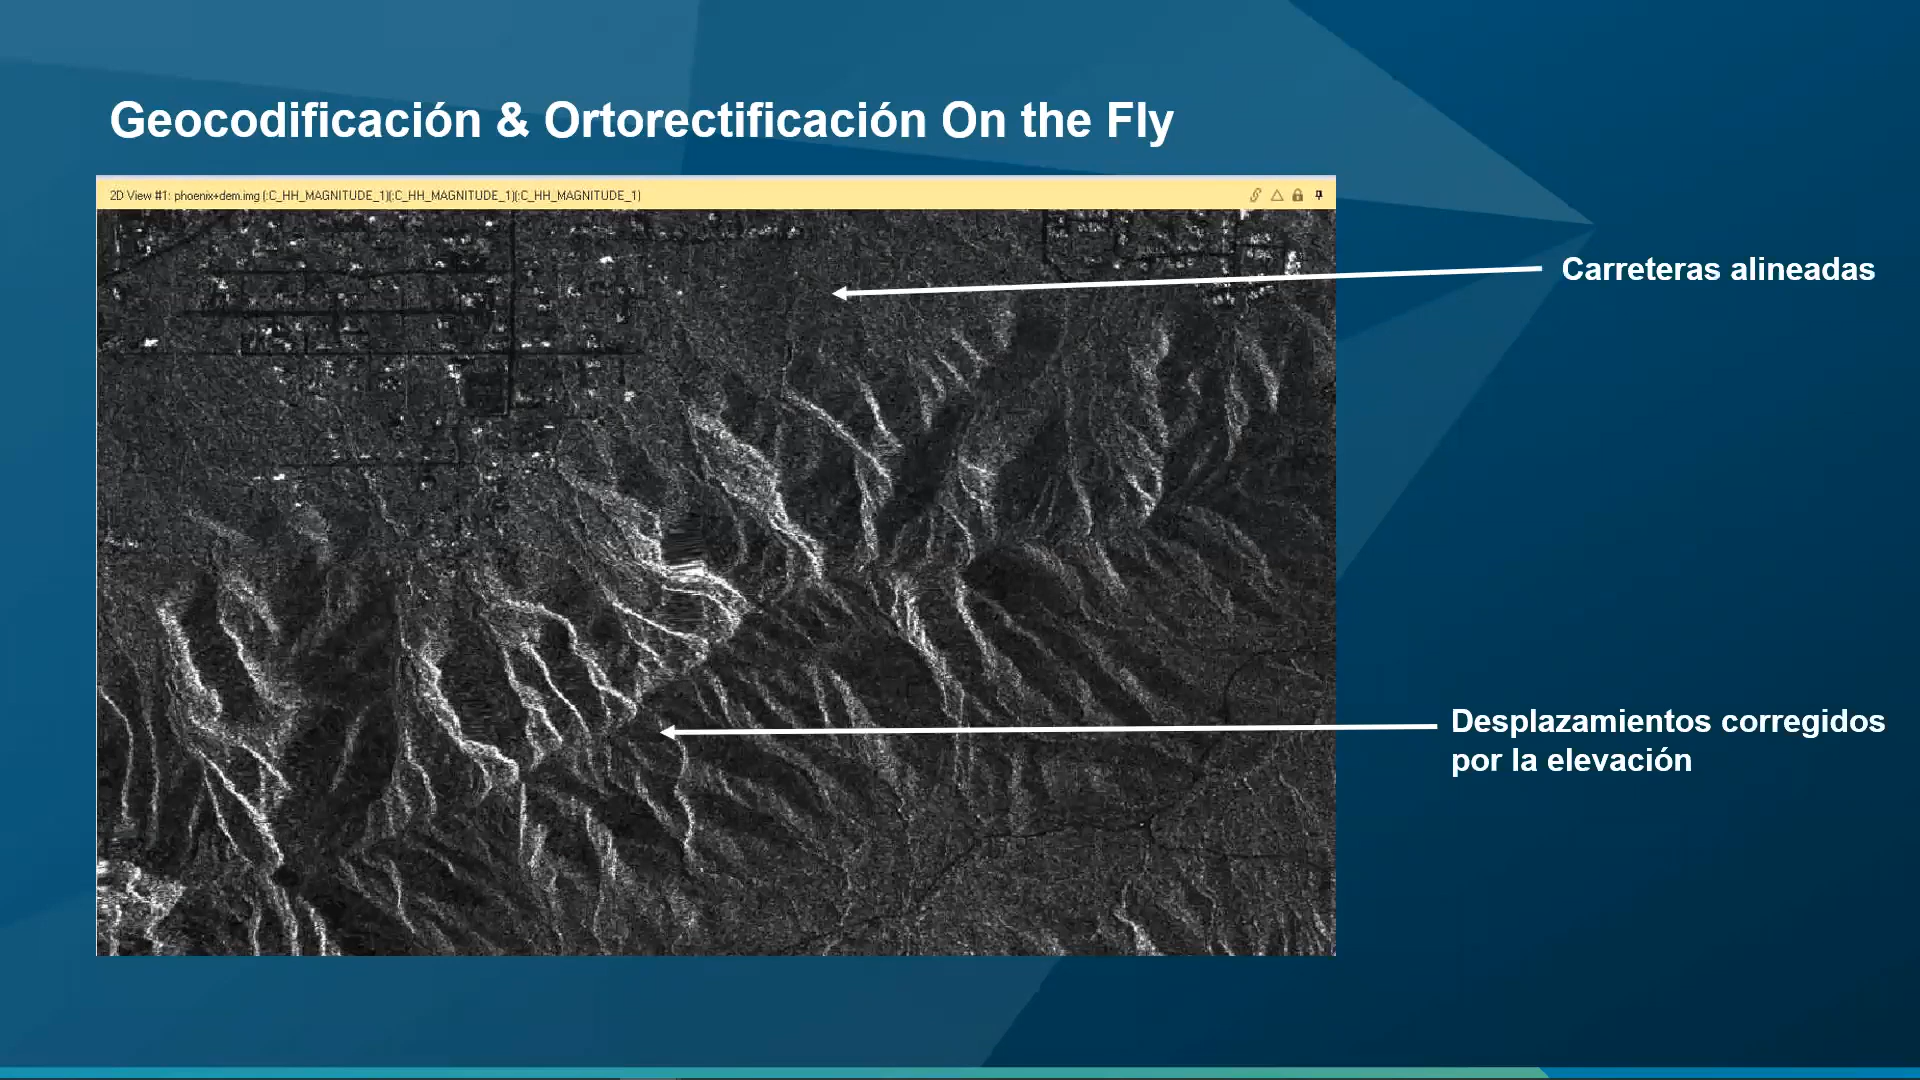 Geocodificación & Ortorectificación On the Fly
2D View #1: phoenix+dem.img (:C_HH_MAGNITUDE_1)(:C_HH_MAGNITUDE_1)(:C_HH_MAGNITUDE_1)
Carreteras alineadas
Desplazamientos corregidos
por la elevación